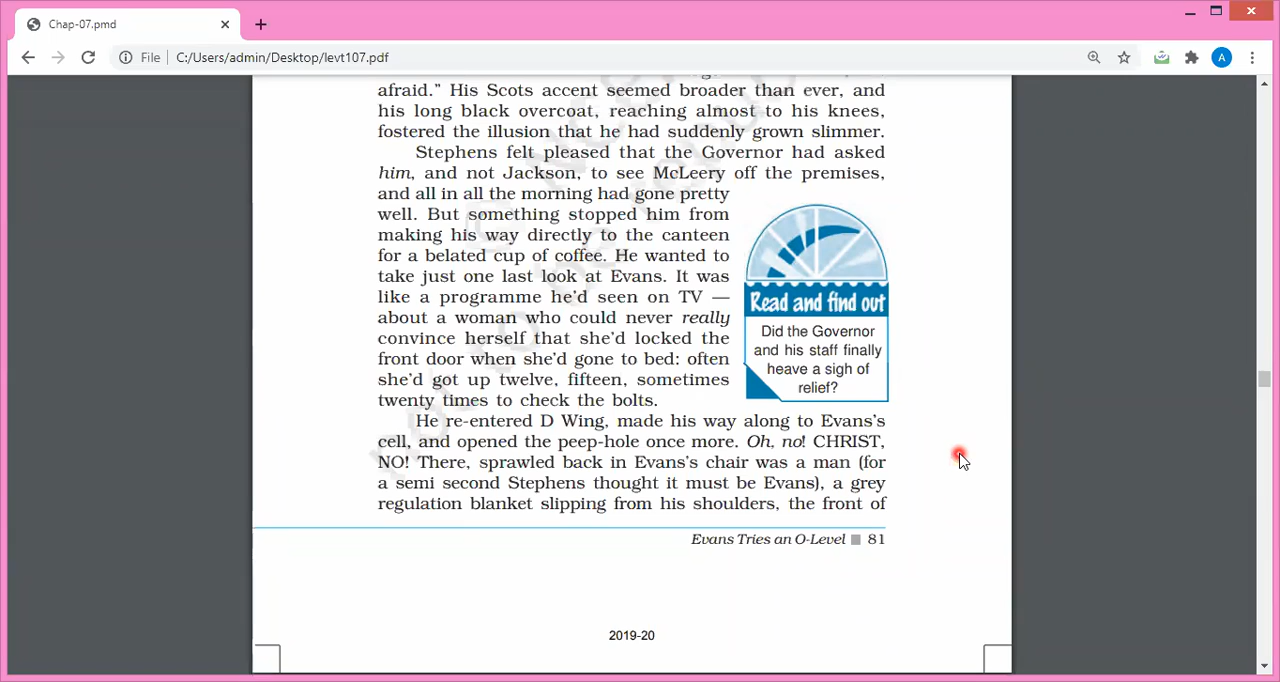 Chap-07.pmd
File
C:/Users/admin/Desktop/levt107.pdf
A
afraid.” His Scots accent seemed broader than ever, and
his long black overcoat, reaching almost to his knees,
fostered the illusion that he had suddenly grown slimmer.
Stephens felt pleased that the Governor had asked
him, and not Jackson, to see McLeery off the premises,
and all in all the morning had gone pretty
well. But something stopped him from
making his way directly to the canteen
for a belated cup of coffee. He wanted to
take just one last look at Evans. It was
like a programme he’d seen on TV —
about a woman who could never really
convince herself that she’d locked the
front door when she’d gone to bed: often
she’d got up twelve, fifteen, sometimes
twenty times to check the bolts.
Read and find out
Did the Governor
and his staff finally
heave a sigh of
relief?
He re-entered D Wing, made his way along to Evans’s
cell, and opened the peep-hole once more. Oh, no! CHRIST,
NO! There, sprawled back in Evans’s chair was a man (for
a semi second Stephens thought it must be Evans), a grey
regulation blanket slipping from his shoulders, the front of
Evans Tries an O-Level 81
2019-20